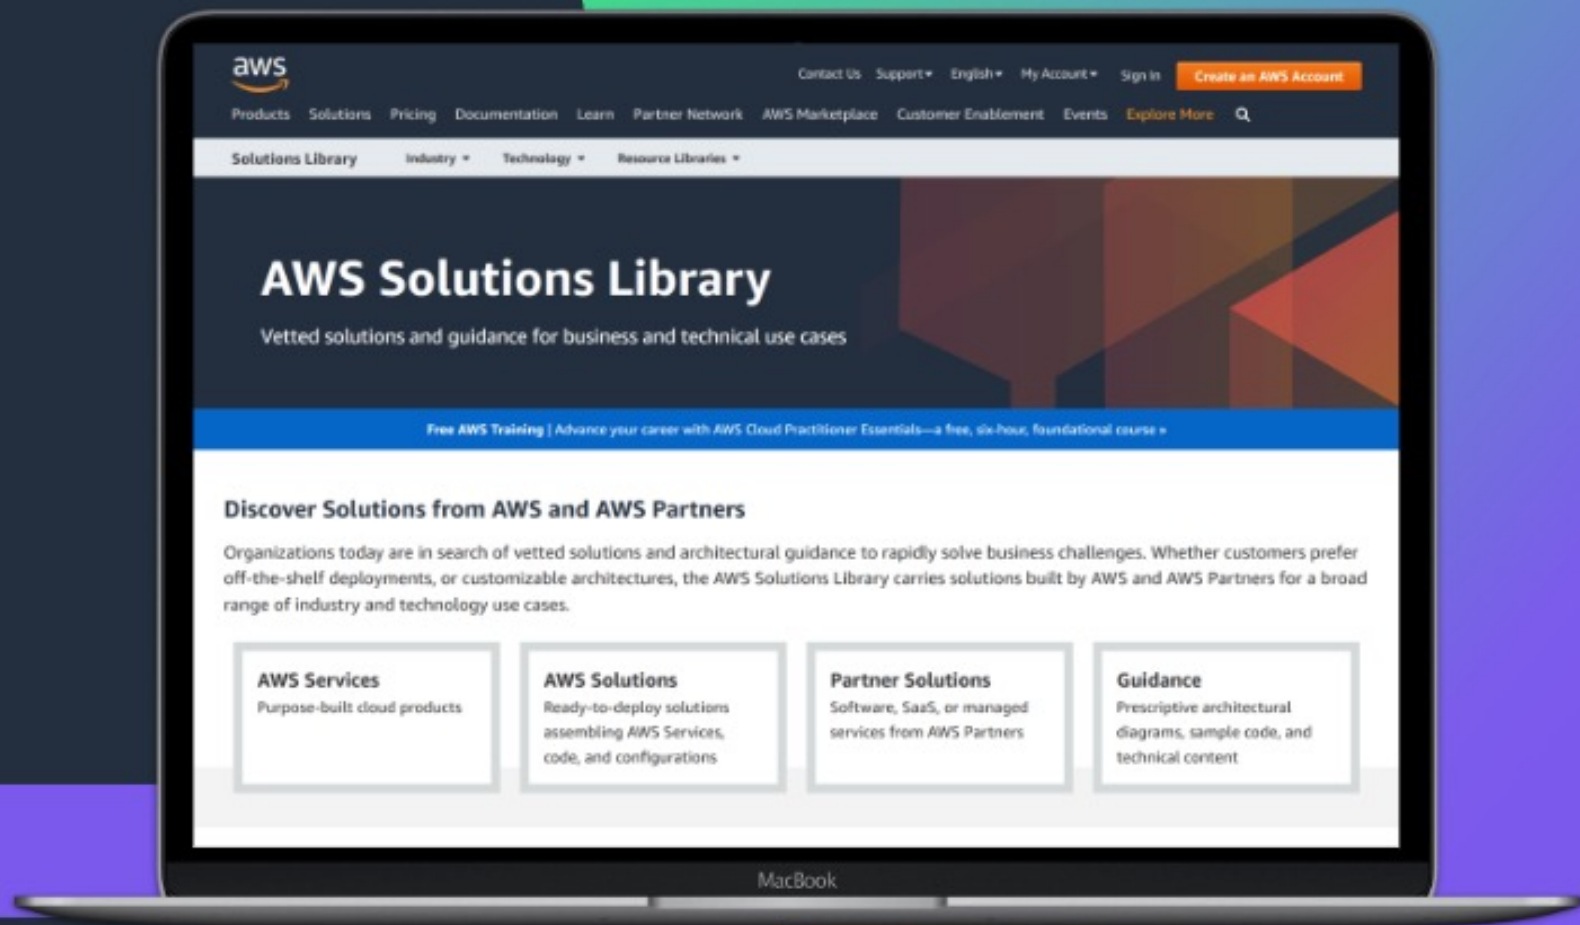 aws
Contact Us Support English My Account Sign In Create an AWS Account
Products Solutions Pricing Documentation Learn Partner Network AWS Marketplace Customer Enablement Events Explore More
Solutions Library Industry Technology Resource Libraries
AWS Solutions Library
Vetted solutions and guidance for business and technical use cases
Free AWS Training | Advance your career with AWS Cloud Practitioner Essentials—a free, six-hour, foundational course »
Discover Solutions from AWS and AWS Partners
Organizations today are in search of vetted solutions and architectural guidance to rapidly solve business challenges. Whether customers prefer
off-the-shelf deployments, or customizable architectures, the AWS Solutions Library carries solutions built by AWS and AWS Partners for a broad
range of industry and technology use cases.
AWS Services
Purpose-built cloud products
AWS Solutions
Ready-to-deploy solutions
assembling AWS Services,
code, and configurations
Partner Solutions
Software, SaaS, or managed
services from AWS Partners
Guidance
Prescriptive architectural
diagrams, sample code, and
technical content
MacBook